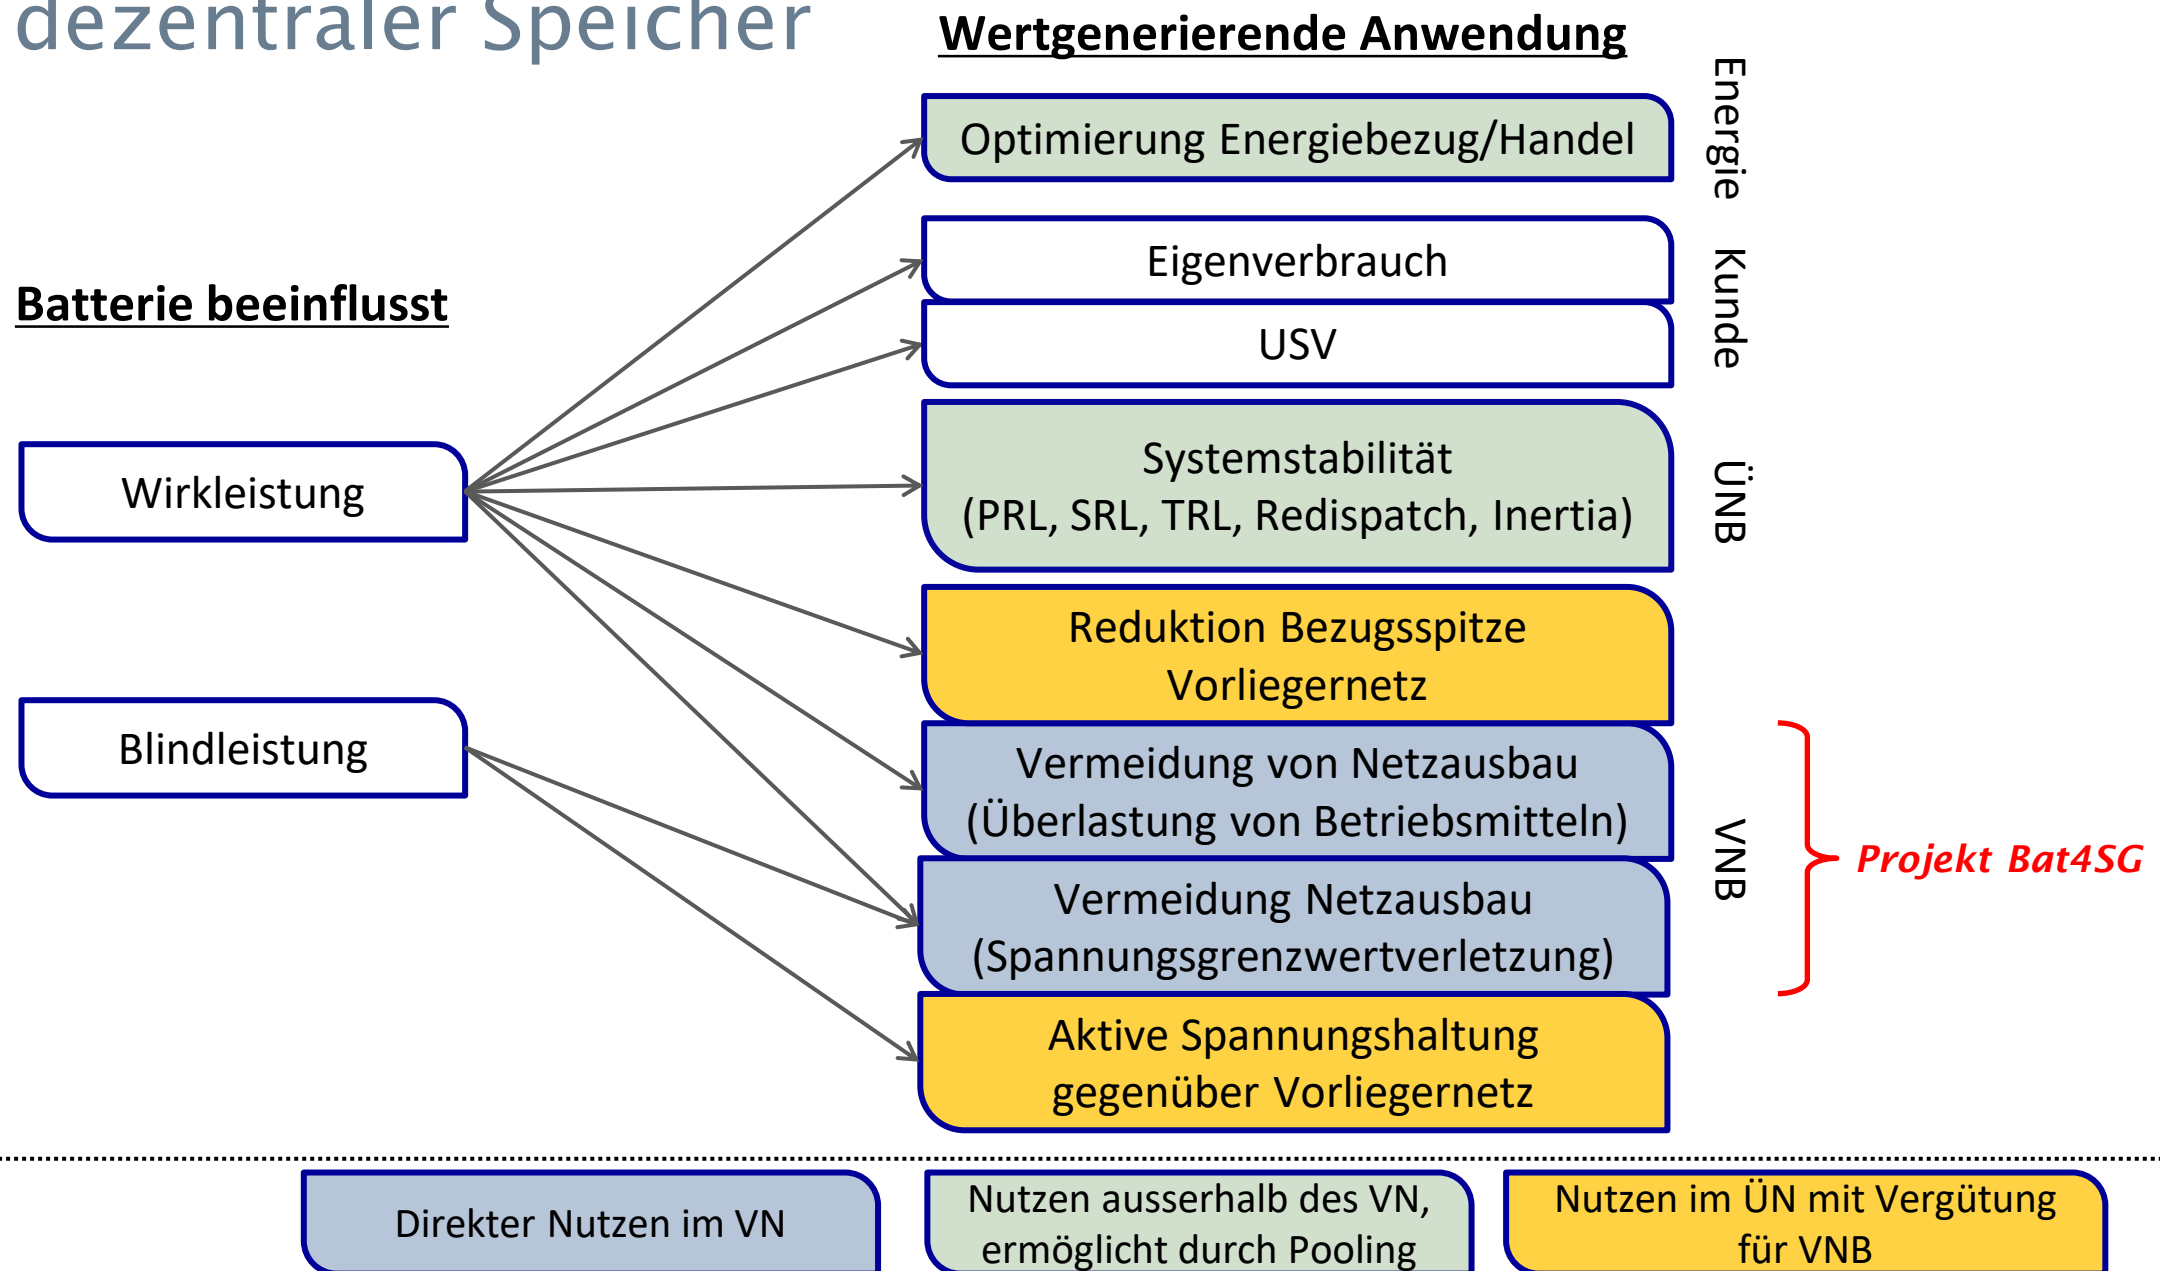 dezentraler Speicher
Wertgenerierende Anwendung
Batterie beeinflusst
Wirkleistung
Blindleistung
Optimierung Energiebezug/Handel
Energie
Eigenverbrauch
USV
Kunde
Systemstabilität
(PRL, SRL, TRL, Redispatch, Inertia)
ÜNB
Reduktion Bezugsspitze
Vorliegernetz
Vermeidung von Netzausbau
(Überlastung von Betriebsmitteln)
Vermeidung Netzausbau
(Spannungsgrenzwertverletzung)
Aktive Spannungshaltung
gegenüber Vorliegernetz
VNB
Projekt Bat4SG
Direkter Nutzen im VN
Nutzen ausserhalb des VN,
ermöglicht durch Pooling
Nutzen im ÜN mit Vergütung
für VNB